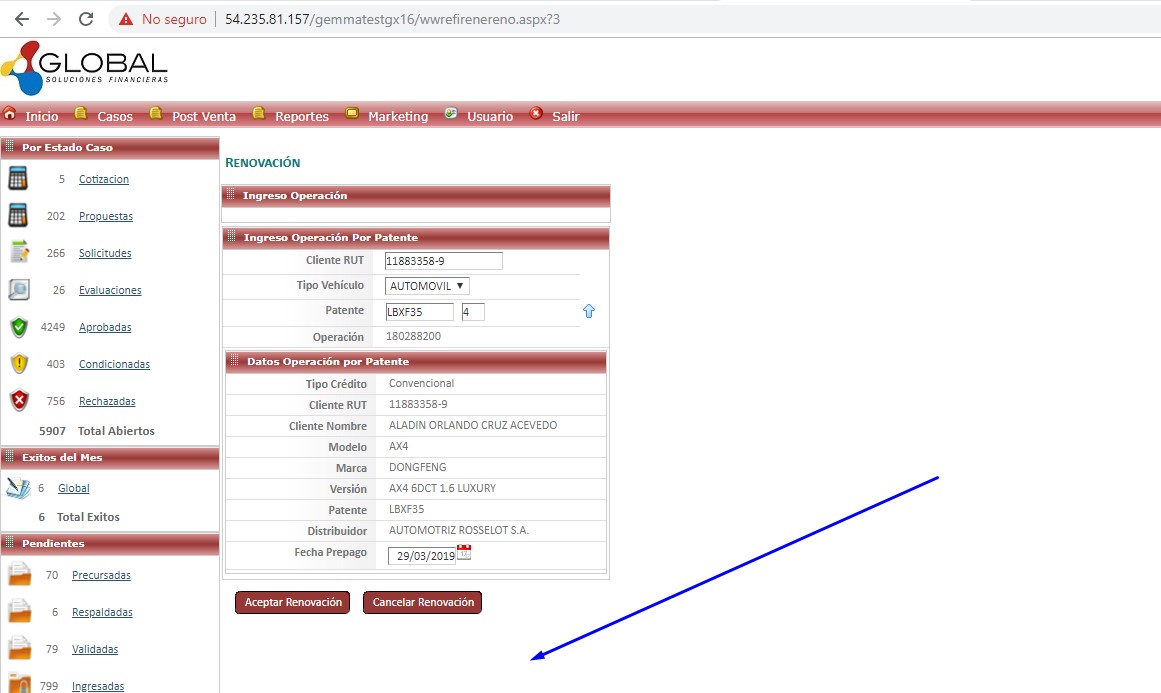 No seguro | 54.235.81.157/gemmatestgx16/wwrefirenereno.aspx?3
GLOBAL
SOLUCIONES FINANCIERAS
Inicio Casos Post Venta Reportes Marketing Usuario Salir
Por Estado Caso
5 Cotizacion
202 Propuestas
266 Solicitudes
26 Evaluaciones
4249 Aprobadas
403 Condicionadas
756 Rechazadas
5907 Total Abiertos
Exitos del Mes
6 Global
6 Total Exitos
Pendientes
70 Precursadas
6 Respaldadas
79 Validadas
799 Ingresadas
RENOVACIÓN
Ingreso Operación
Ingreso Operación Por Patente
Cliente RUT 11883358-9
Tipo Vehículo AUTOMOVIL
Patente LBXF35 4
Operación 180288200
Datos Operación por Patente
Tipo Crédito Convencional
Cliente RUT 11883358-9
Cliente Nombre ALADIN ORLANDO CRUZ ACEVEDO
Modelo AX4
Marca DONGFENG
Versión AX4 6DCT 1.6 LUXURY
Patente LBXF35
Distribuidor AUTOMOTRIZ ROSSELOT S.A.
Fecha Prepago 29/03/2019
Aceptar Renovación Cancelar Renovación